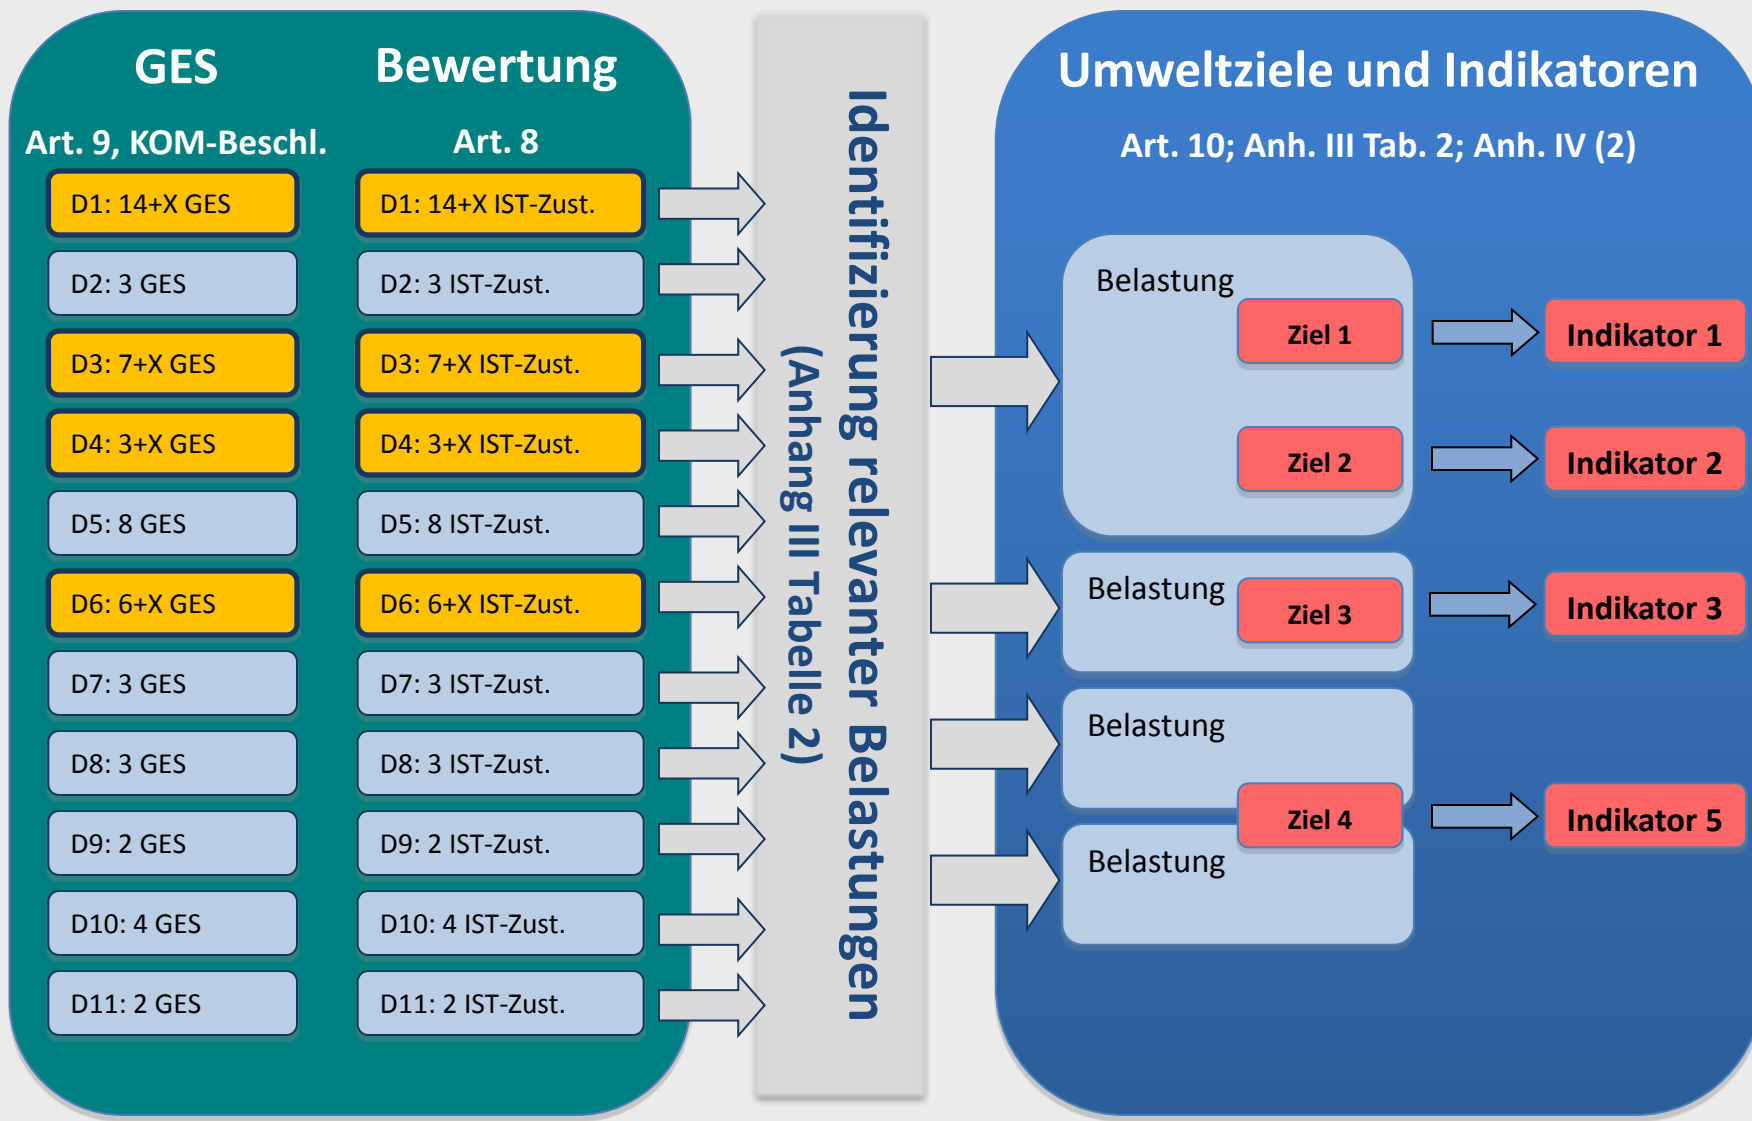 GES
Art. 9, KOM-Beschl.
D1: 14+X GES
D2: 3 GES
D3: 7+X GES
D4: 3+X GES
D5: 8 GES
D6: 6+X GES
D7: 3 GES
D8: 3 GES
D9: 2 GES
D10: 4 GES
D11: 2 GES
Bewertung
Art. 8
D1: 14+X IST-Zust.
D2: 3 IST-Zust.
D3: 7+X IST-Zust.
D4: 3+X IST-Zust.
D5: 8 IST-Zust.
D6: 6+X IST-Zust.
D7: 3 IST-Zust.
D8: 3 IST-Zust.
D9: 2 IST-Zust.
D10: 4 IST-Zust.
D11: 2 IST-Zust.
Identifizierung relevanter Belastungen
(Anhang III Tabelle 2)
Umweltziele und Indikatoren
Art. 10; Anh. III Tab. 2; Anh. IV (2)
Belastung
Ziel 1
Indikator 1
Ziel 2
Indikator 2
Belastung
Ziel 3
Indikator 3
Belastung
Ziel 4
Indikator 5
Belastung